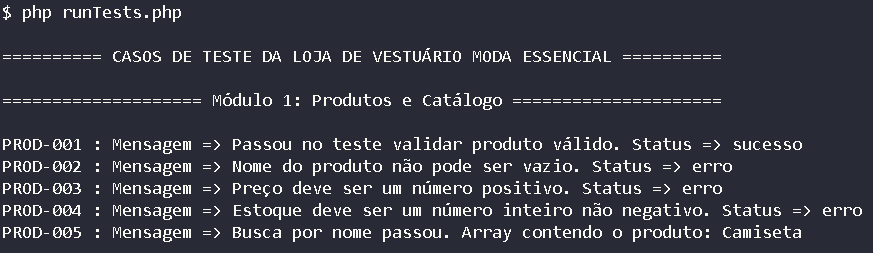 $ php runTests.php
========== CASOS DE TESTE DA LOJA DE VESTUÁRIO MODA ESSENCIAL ==========
==================== Módulo 1: Produtos e Catálogo =====================
PROD-001 : Mensagem => Passou no teste validar produto válido. Status => sucesso
PROD-002 : Mensagem => Nome do produto não pode ser vazio. Status => erro
PROD-003 : Mensagem => Preço deve ser um número positivo. Status => erro
PROD-004 : Mensagem => Estoque deve ser um número inteiro não negativo. Status => erro
PROD-005 : Mensagem => Busca por nome passou. Array contendo o produto: Camiseta